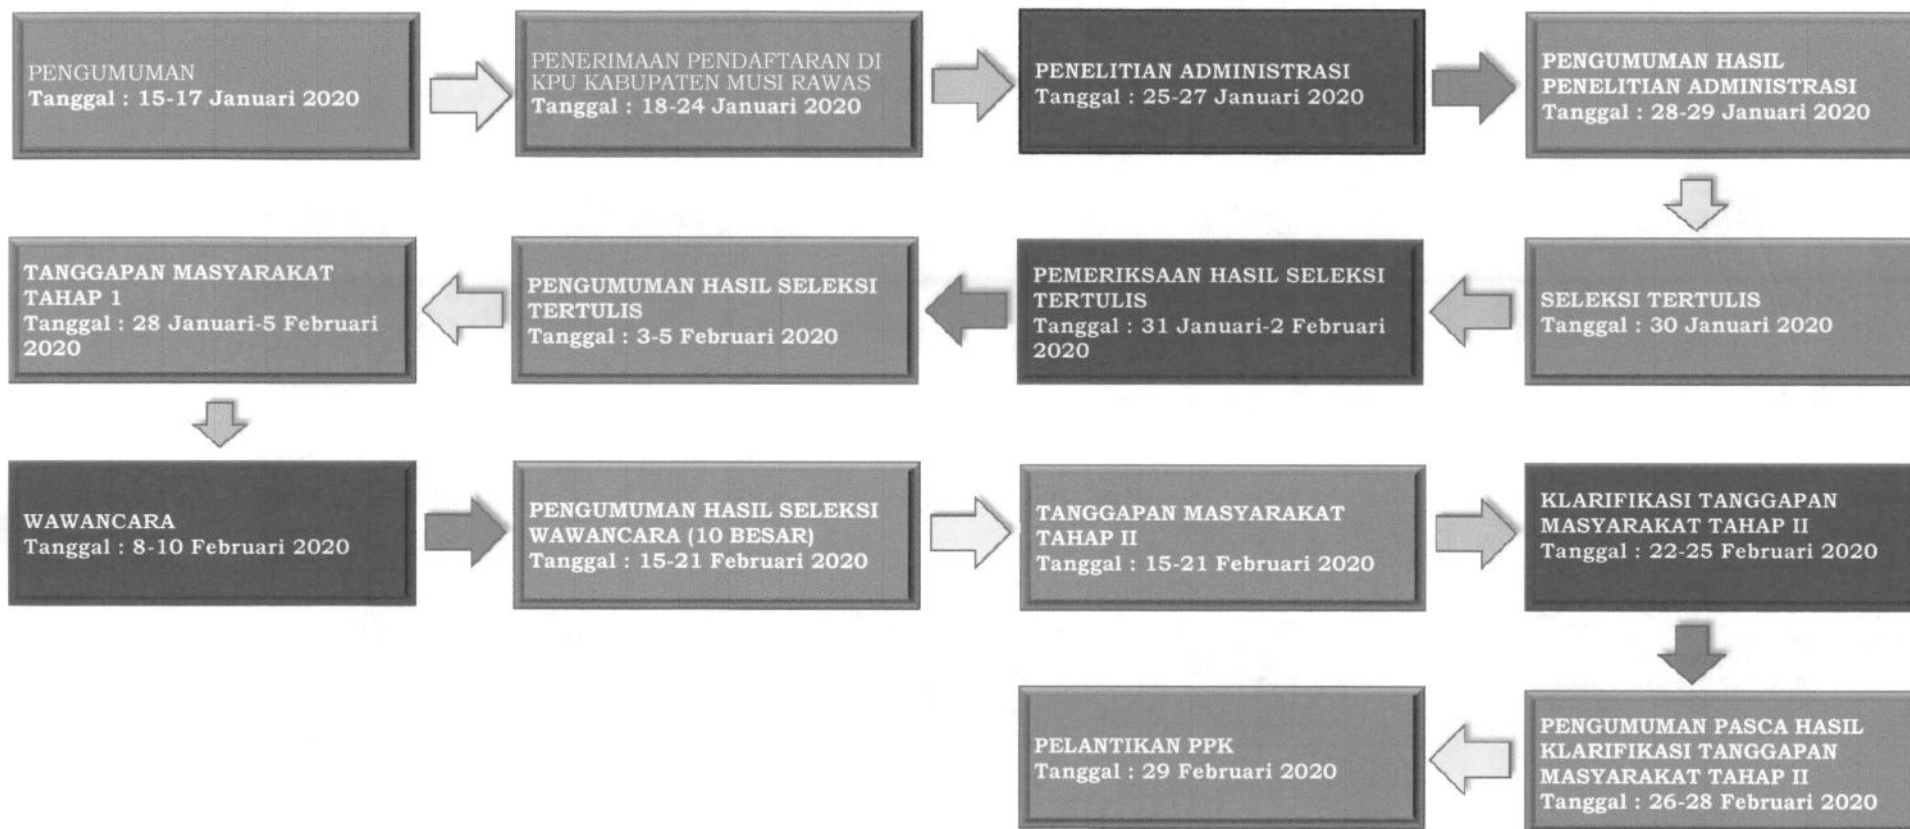 PENGUMUMAN
Tanggal : 15-17 Januari 2020
PENERIMAAN PENDAFTARAN DI
KPU KABUPATEN MUSI RAWAS
Tanggal : 18-24 Januari 2020
PENELITIAN ADMINISTRASI
Tanggal : 25-27 Januari 2020
PENGUMUMAN HASIL
PENELITIAN ADMINISTRASI
Tanggal : 28-29 Januari 2020
SELEKSI TERTULIS
Tanggal : 30 Januari 2020
PEMERIKSAAN HASIL SELEKSI
TERTULIS
Tanggal : 31 Januari-2 Februari
2020
PENGUMUMAN HASIL SELEKSI
TERTULIS
Tanggal : 3-5 Februari 2020
TANGGAPAN MASYARAKAT
TAHAP 1
Tanggal : 28 Januari-5 Februari
2020
WAWANCARA
Tanggal : 8-10 Februari 2020
PENGUMUMAN HASIL SELEKSI
WAWANCARA (10 BESAR)
Tanggal : 15-21 Februari 2020
TANGGAPAN MASYARAKAT
TAHAP II
Tanggal : 15-21 Februari 2020
KLARIFIKASI TANGGAPAN
MASYARAKAT TAHAP II
Tanggal : 22-25 Februari 2020
PENGUMUMAN PASCA HASIL
KLARIFIKASI TANGGAPAN
MASYARAKAT TAHAP II
Tanggal : 26-28 Februari 2020
PELANTIKAN PPK
Tanggal : 29 Februari 2020